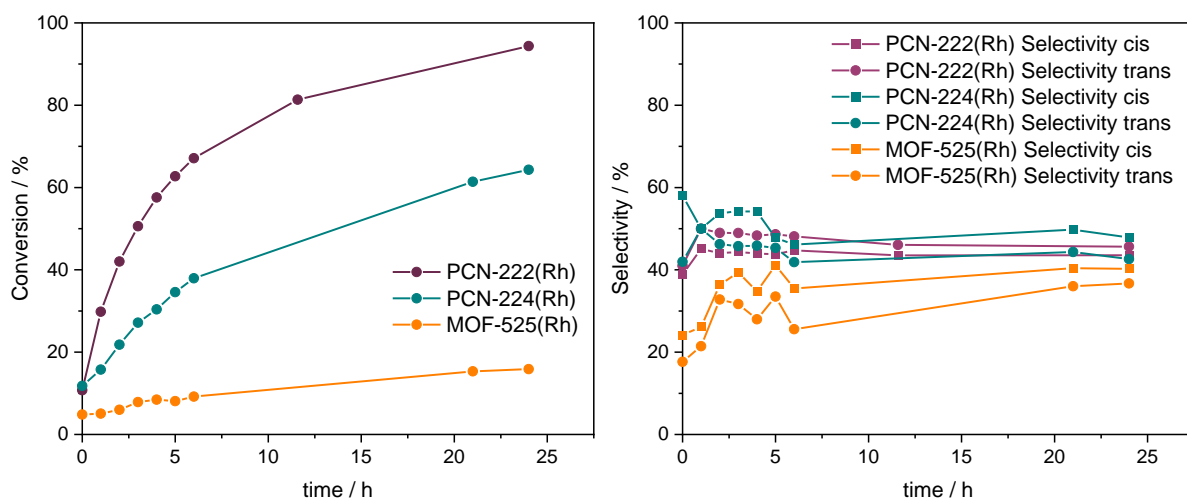 100
80
60
40
20
0
Conversion / %
PCN-222(Rh)
PCN-224(Rh)
MOF-525(Rh)
0 5 10 15 20 25
time / h
100
80
60
40
20
0
Selectivity / %
PCN-222(Rh) Selectivity cis
PCN-222(Rh) Selectivity trans
PCN-224(Rh) Selectivity cis
PCN-224(Rh) Selectivity trans
MOF-525(Rh) Selectivity cis
MOF-525(Rh) Selectivity trans
0 5 10 15 20 25
time / h